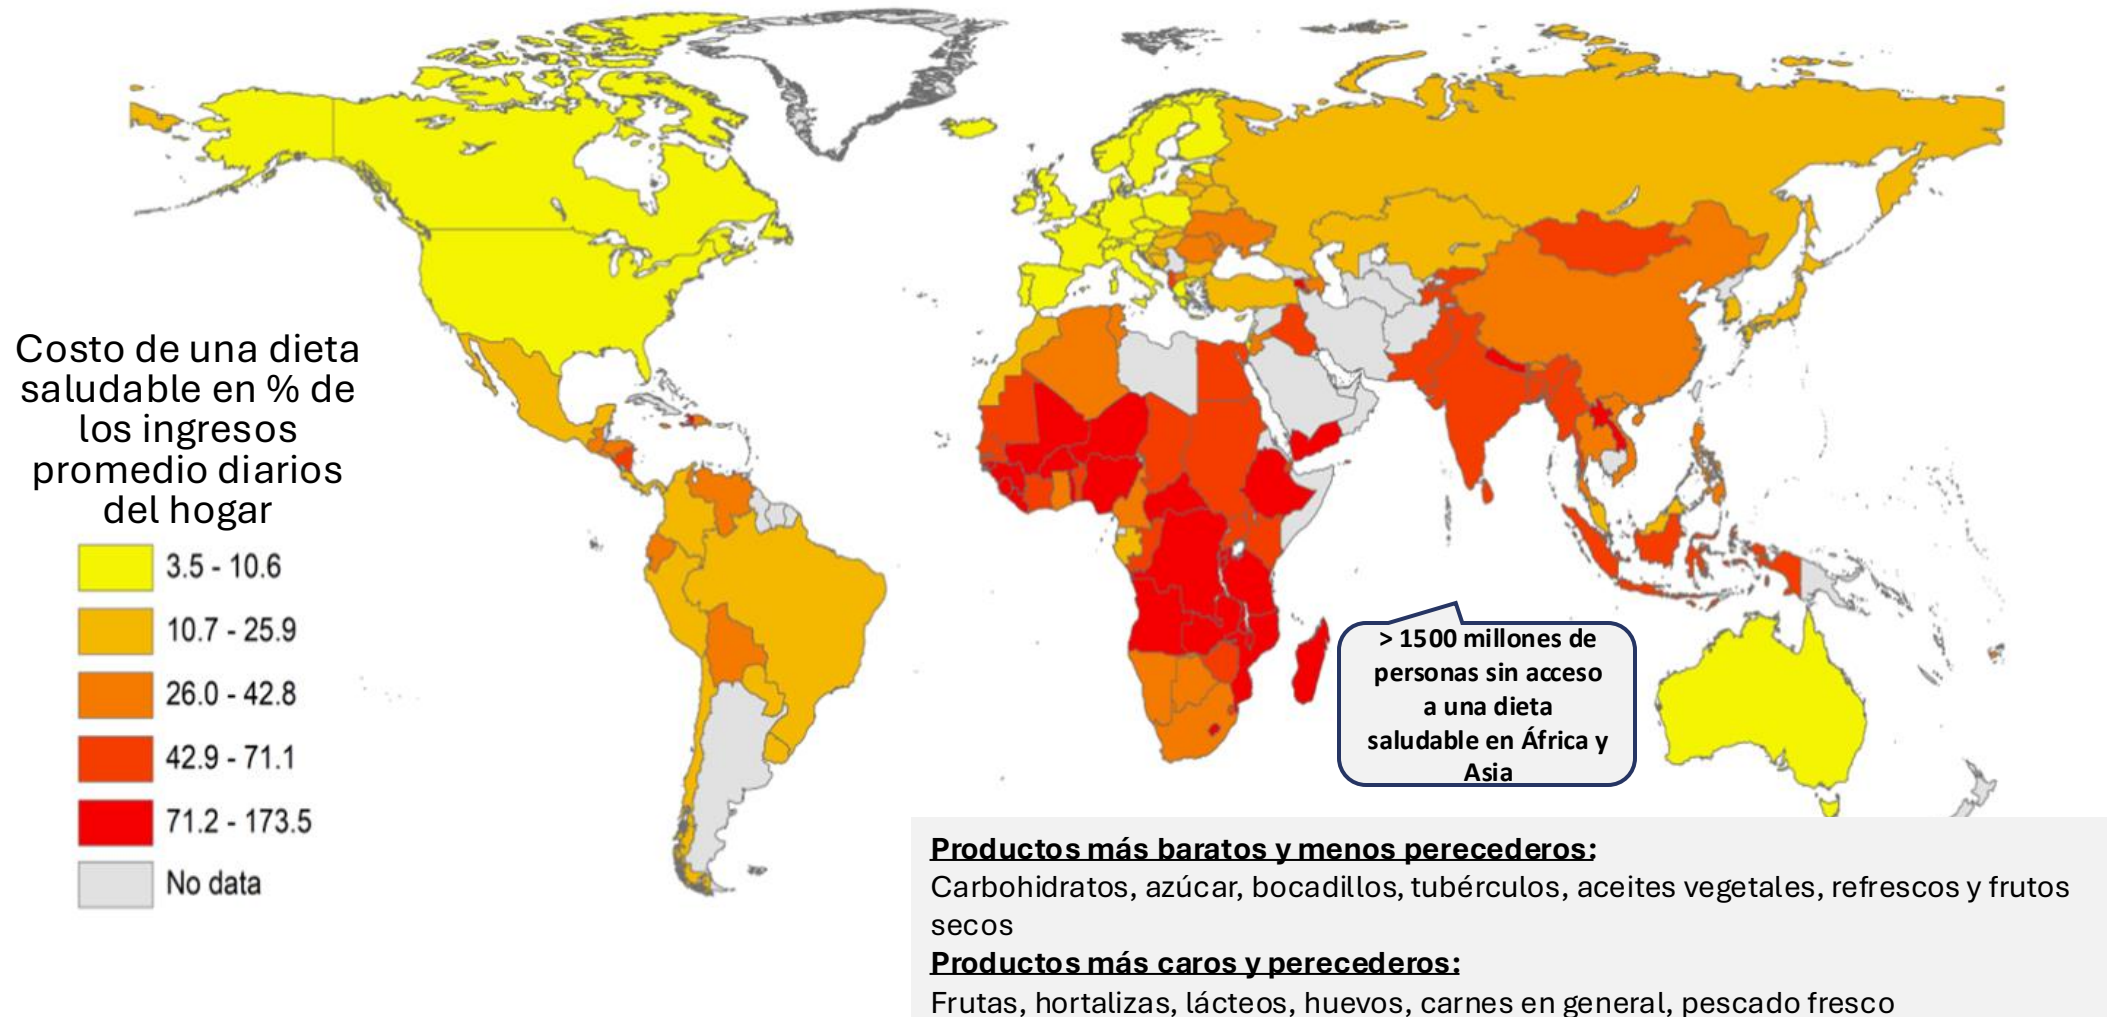 Costo de una dieta
saludable en % de
los ingresos
promedio diarios
del hogar
3.5 - 10.6
10.7 - 25.9
26.0 - 42.8
42.9 - 71.1
71.2 - 173.5
No data
> 1500 millones de
personas sin acceso
a una dieta
saludable en África y
Asia
Productos más baratos y menos perecederos:
Carbohidratos, azúcar, bocadillos, tubérculos, aceites vegetales, refrescos y frutos
secos
Productos más caros y perecederos:
Frutas, hortalizas, lácteos, huevos, carnes en general, pescado fresco